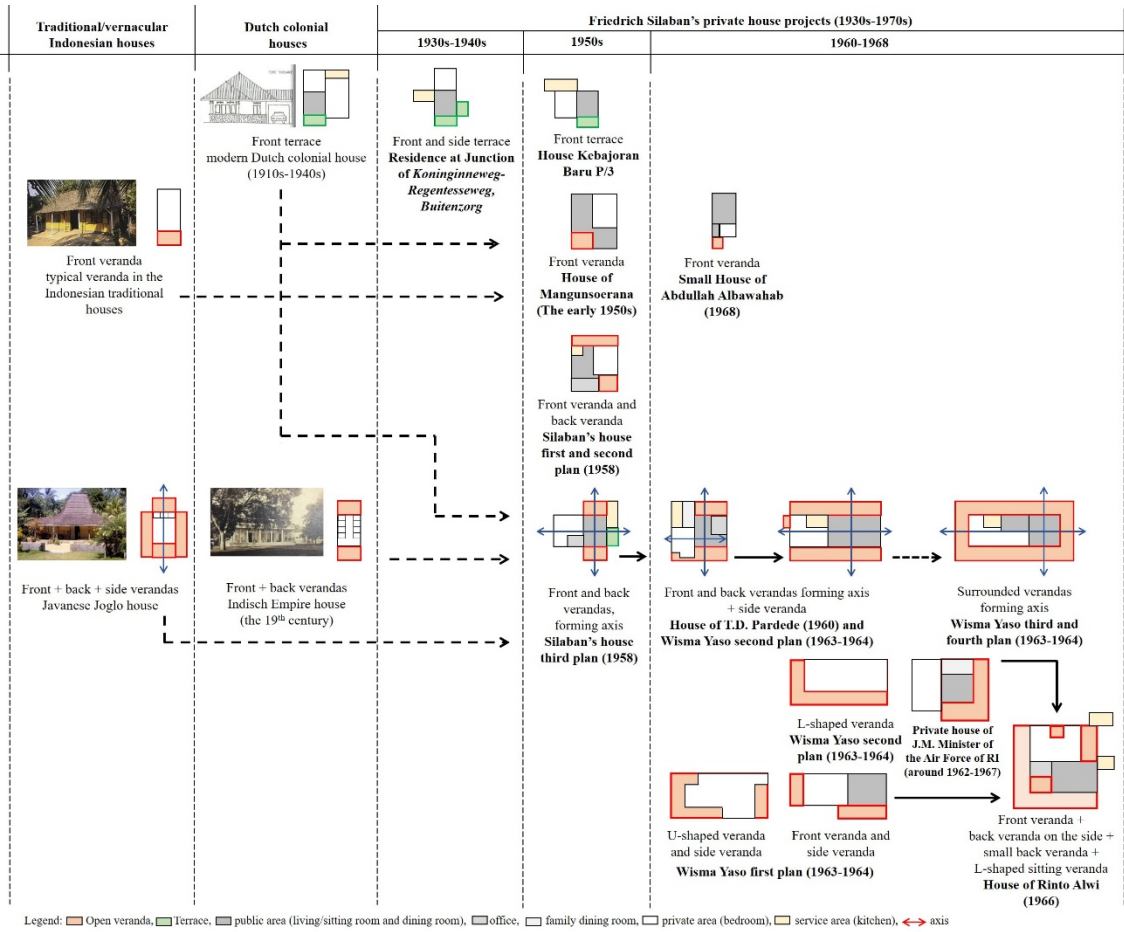 Traditional/vernacular
Indonesian houses
Dutch colonial
houses
Friedrich Silaban's private house projects (1930s-1970s)
1930s-1940s
1950s
1960-1968
Front terrace
modern Dutch colonial house
(1910s-1940s)
Front and side terrace
Residence at Junction
of Koninginneweg-
Regentesseweg,
Buitenzorg
Front terrace
House Kebajoran
Baru P/3
Front veranda
typical veranda in the
Indonesian traditional
houses
Front veranda
House of
Mangunsoerana
(The early 1950s)
Front veranda
Small House of
Abdullah Albawahab
(1968)
Front veranda and
back veranda
Silaban's house
first and second
plan (1958)
Front + back + side verandas
Javanese Joglo house
Front + back verandas
Indisch Empire house
(the 19th century)
Front and back
verandas,
forming axis
Silaban's house
third plan (1958)
Front and back verandas forming axis
+ side veranda
House of T.D. Pardede (1960) and
Wisma Yaso second plan (1963-1964)
Surrounded verandas
forming axis
Wisma Yaso third and
fourth plan (1963-1964)
L-shaped veranda
Wisma Yaso second
plan (1963-1964)
Private house of
J.M. Minister of
the Air Force of RI
(around 1962-1967)
U-shaped veranda
and side veranda
Front veranda and
side veranda
Wisma Yaso first plan (1963-1964)
Front veranda +
back veranda on the side +
small back veranda +
L-shaped sitting veranda
House of Rinto Alwi
(1966)
Legend: Open veranda, Terrace, public area (living/sitting room and dining room), office, family dining room, private area (bedroom), service area (kitchen), axis